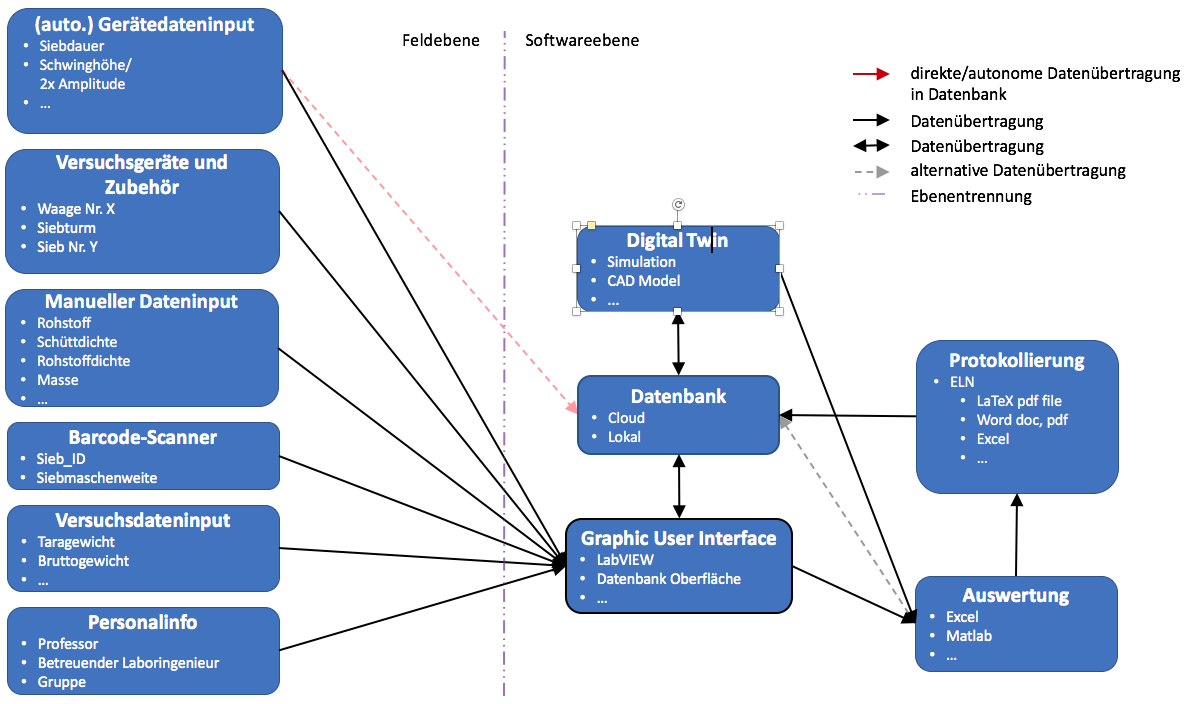 (auto.) Gerätedateninput
• Siebdauer
• Schwinghöhe/
2x Amplitude
• ...
Versuchsgeräte und
Zubehör
• Waage Nr. X
• Siebturm
• Sieb Nr. Y
Manueller Dateninput
• Rohstoff
• Schüttdichte
• Rohstoffdichte
• Masse
• ...
Barcode-Scanner
• Sieb_ID
• Siebmaschenweite
Versuchsdateninput
• Taragewicht
• Bruttogewicht
• ...
Personalinfo
• Professor
• Betreuender Laboringenieur
• Gruppe
Feldebene
Softwareebene
direkte/autonome Datenübertragung
in Datenbank
Datenübertragung
Datenübertragung
alternative Datenübertragung
Ebenentrennung
Digital Twin
• Simulation
• CAD Model
• ...
Datenbank
• Cloud
• Lokal
Graphic User Interface
• LabVIEW
• Datenbank Oberfläche
• ...
Protokollierung
• ELN
• LaTeX pdf file
• Word doc, pdf
• Excel
• ...
Auswertung
• Excel
• Matlab
• ...